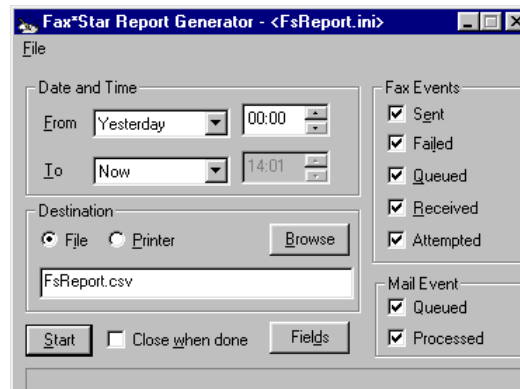 Fax*Star Report Generator - <FsReport.ini>
File
Date and Time
From Yesterday 00:00
To Now 14:01
Destination
File Printer Browse
FsReport.csv
Start Close when done Fields
Fax Events
Sent
Failed
Queued
Received
Attempted
Mail Event
Queued
Processed